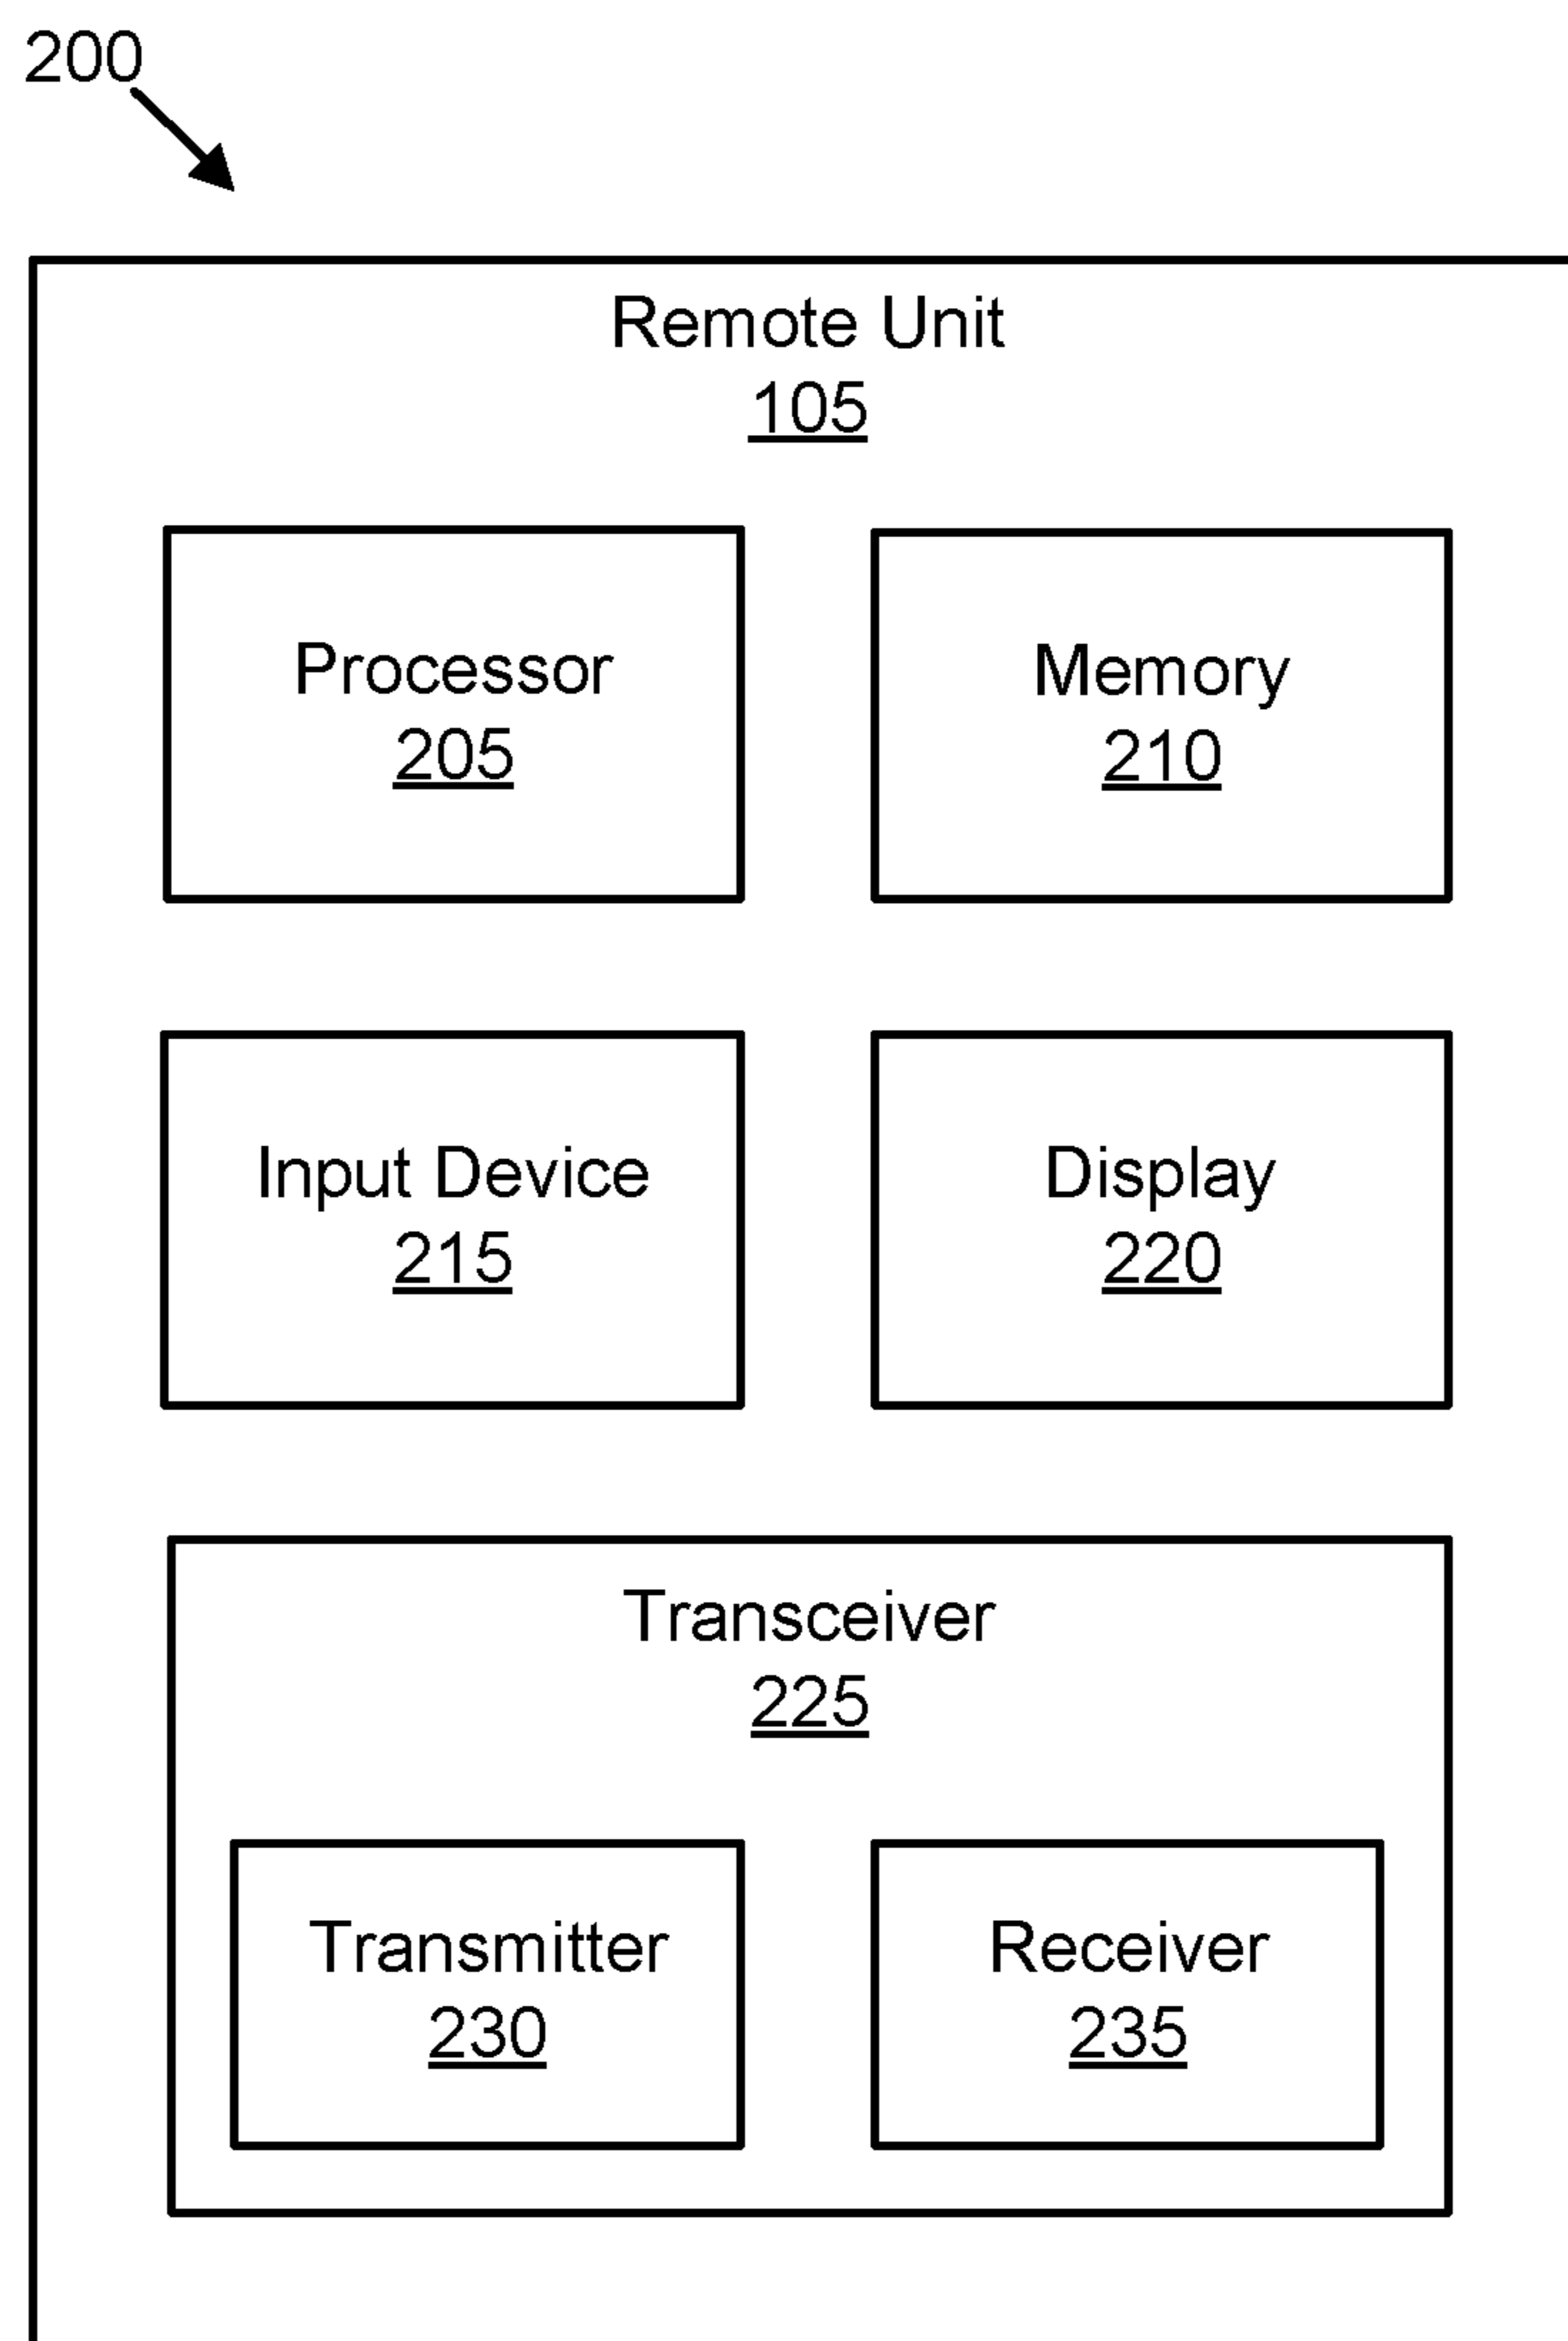 200
Remote Unit
105
Processor
205
Memory
210
Input Device
215
Display
220
Transceiver
225
Transmitter
230
Receiver
235